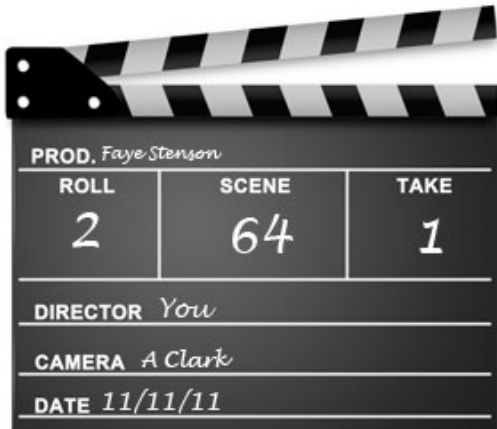 PROD. Faye Stenson
ROLL SCENE TAKE
2 64 1
DIRECTOR You
CAMERA A Clark
DATE 11/11/11